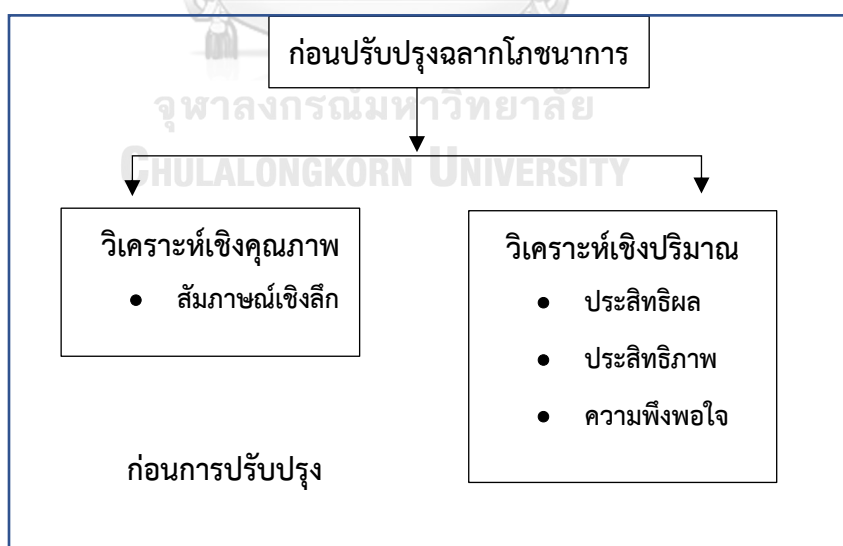 ก่อนปรับปรุงฉลากโภชนาการ
จุฬาลงกรณ์มหาวิทยาลัย
CHULALONGKORN UNIVERSITY
วิเคราะห์เชิงคุณภาพ
● สัมภาษณ์เชิงลึก
วิเคราะห์เชิงปริมาณ
● ประสิทธิผล
● ประสิทธิภาพ
● ความพึงพอใจ
ก่อนการปรับปรุง